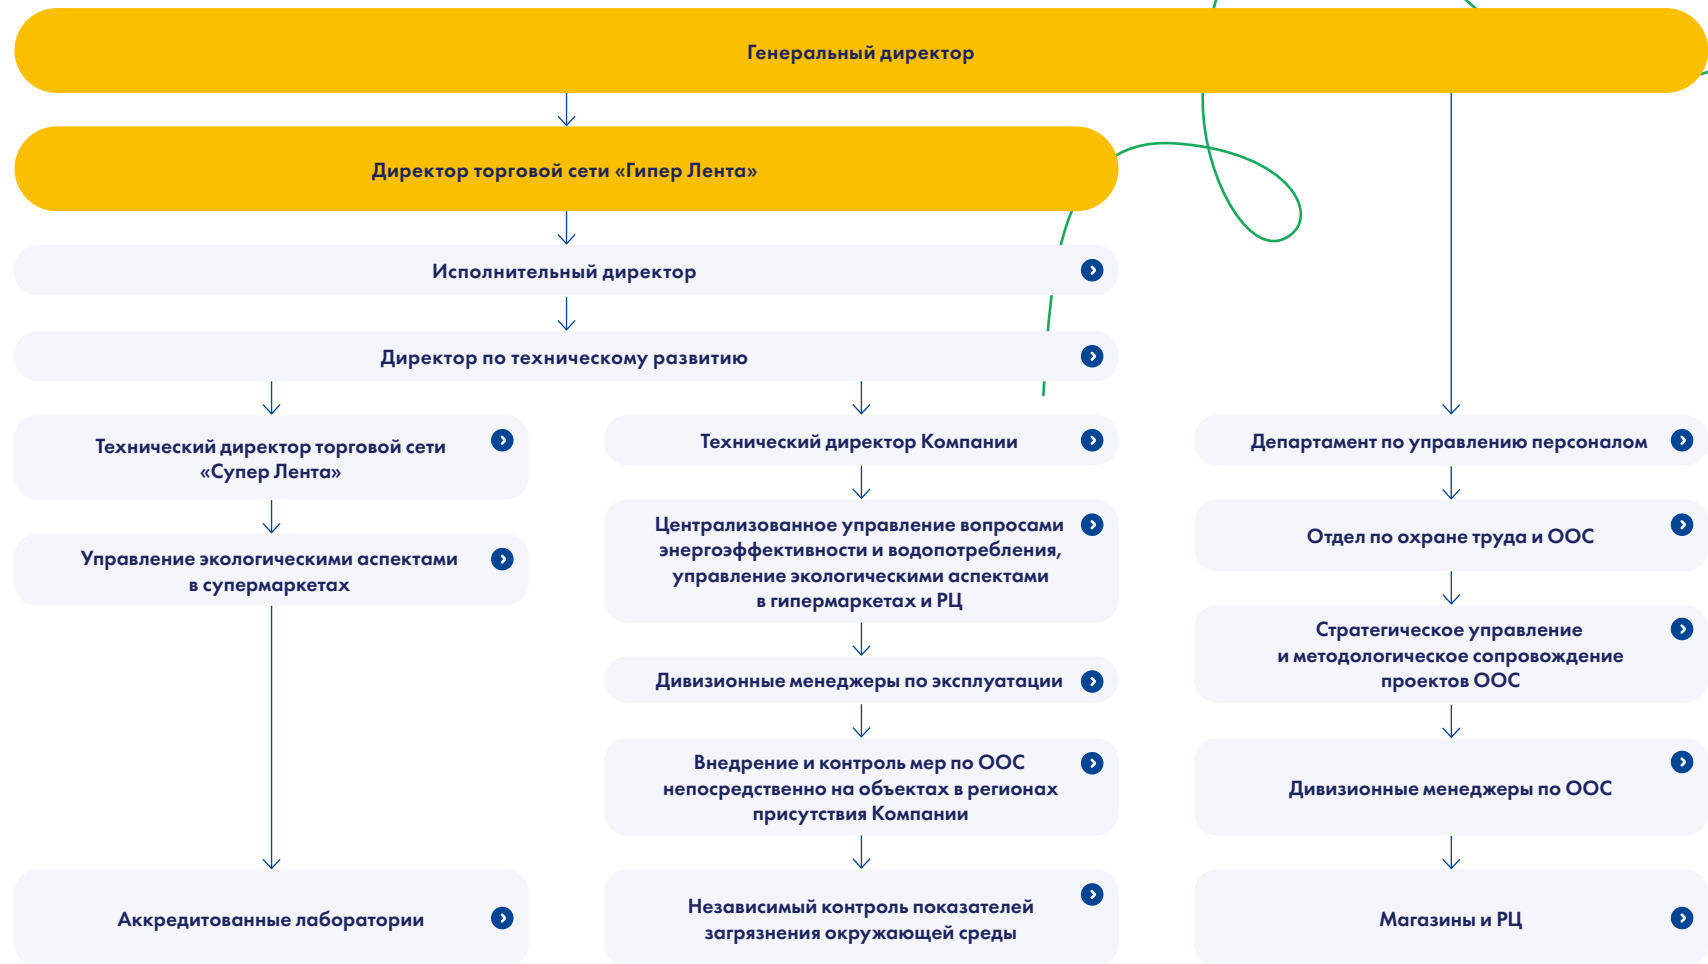 Генеральный директор
Директор торговой сети «Гипер Лента»
Исполнительный директор
Директор по техническому развитию
Технический директор торговой сети
«Супер Лента»
Управление экологическими аспектами
в супермаркетах
Аккредитованные лаборатории
Технический директор Компании
Централизованное управление вопросами
энергоэффективности и водопотребления,
управление экологическими аспектами
в гипермаркетах и РЦ
Дивизионные менеджеры по эксплуатации
Внедрение и контроль мер по ООС
непосредственно на объектах в регионах
присутствия Компании
Независимый контроль показателей
загрязнения окружающей среды
Департамент по управлению персоналом
Отдел по охране труда и ООС
Стратегическое управление
и методологическое сопровождение
проектов ООС
Дивизионные менеджеры по ООС
Магазины и РЦ